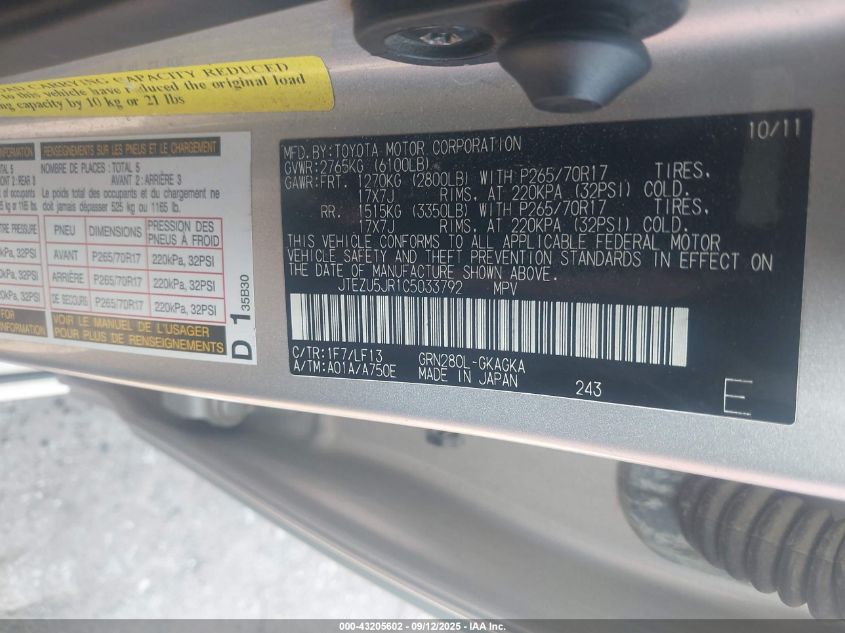 LOAD CARRYING CAPACITY REDUCED
to this vehicle have reduced the original load
capacity by 10 kg or 21 lbs
RENSEIGNEMENTS SUR LES PNEUS ET LE CHARGEMENT
NOMBRE DE PLACES : TOTAL 5
AVANT 2 : ARRIÈRE 3
Le poids total des occupants et du chargement ne
doit jamais dépasser 525 kg ou 1165 lb.
PNEU DIMENSIONS PRESSION DES PNEUS À FROID
AVANT P265/70R17 220kPa, 32PSI
ARRIÈRE P265/70R17 220kPa, 32PSI
DE SECOURS P265/70R17 220kPa, 32PSI
VOIR LE MANUEL DE L'USAGER
POUR PLUS DE RENSEIGNEMENTS
D 1 35B30
10/11
MFD.BY:TOYOTA MOTOR CORPORATION
GVWR:2765KG (6100LB)
GAWR:FRT. 1270KG (2800LB) WITH P265/70R17 TIRES.
17X7J RIMS. AT 220KPA (32PSI) COLD.
RR. 1515KG (3350LB) WITH P265/70R17 TIRES.
17X7J RIMS. AT 220KPA (32PSI) COLD.
THIS VEHICLE CONFORMS TO ALL APPLICABLE FEDERAL MOTOR
VEHICLE SAFETY AND THEFT PREVENTION STANDARDS IN EFFECT ON
THE DATE OF MANUFACTURE SHOWN ABOVE.
JTEZU5JR1C5033792 MPV
C/TR:1F7/LF13 GRN280L-GKAGKA
A/TM:A01A/A750E MADE IN JAPAN 243 E
000-43205602 - 09/12/2025 - IAA, Inc.